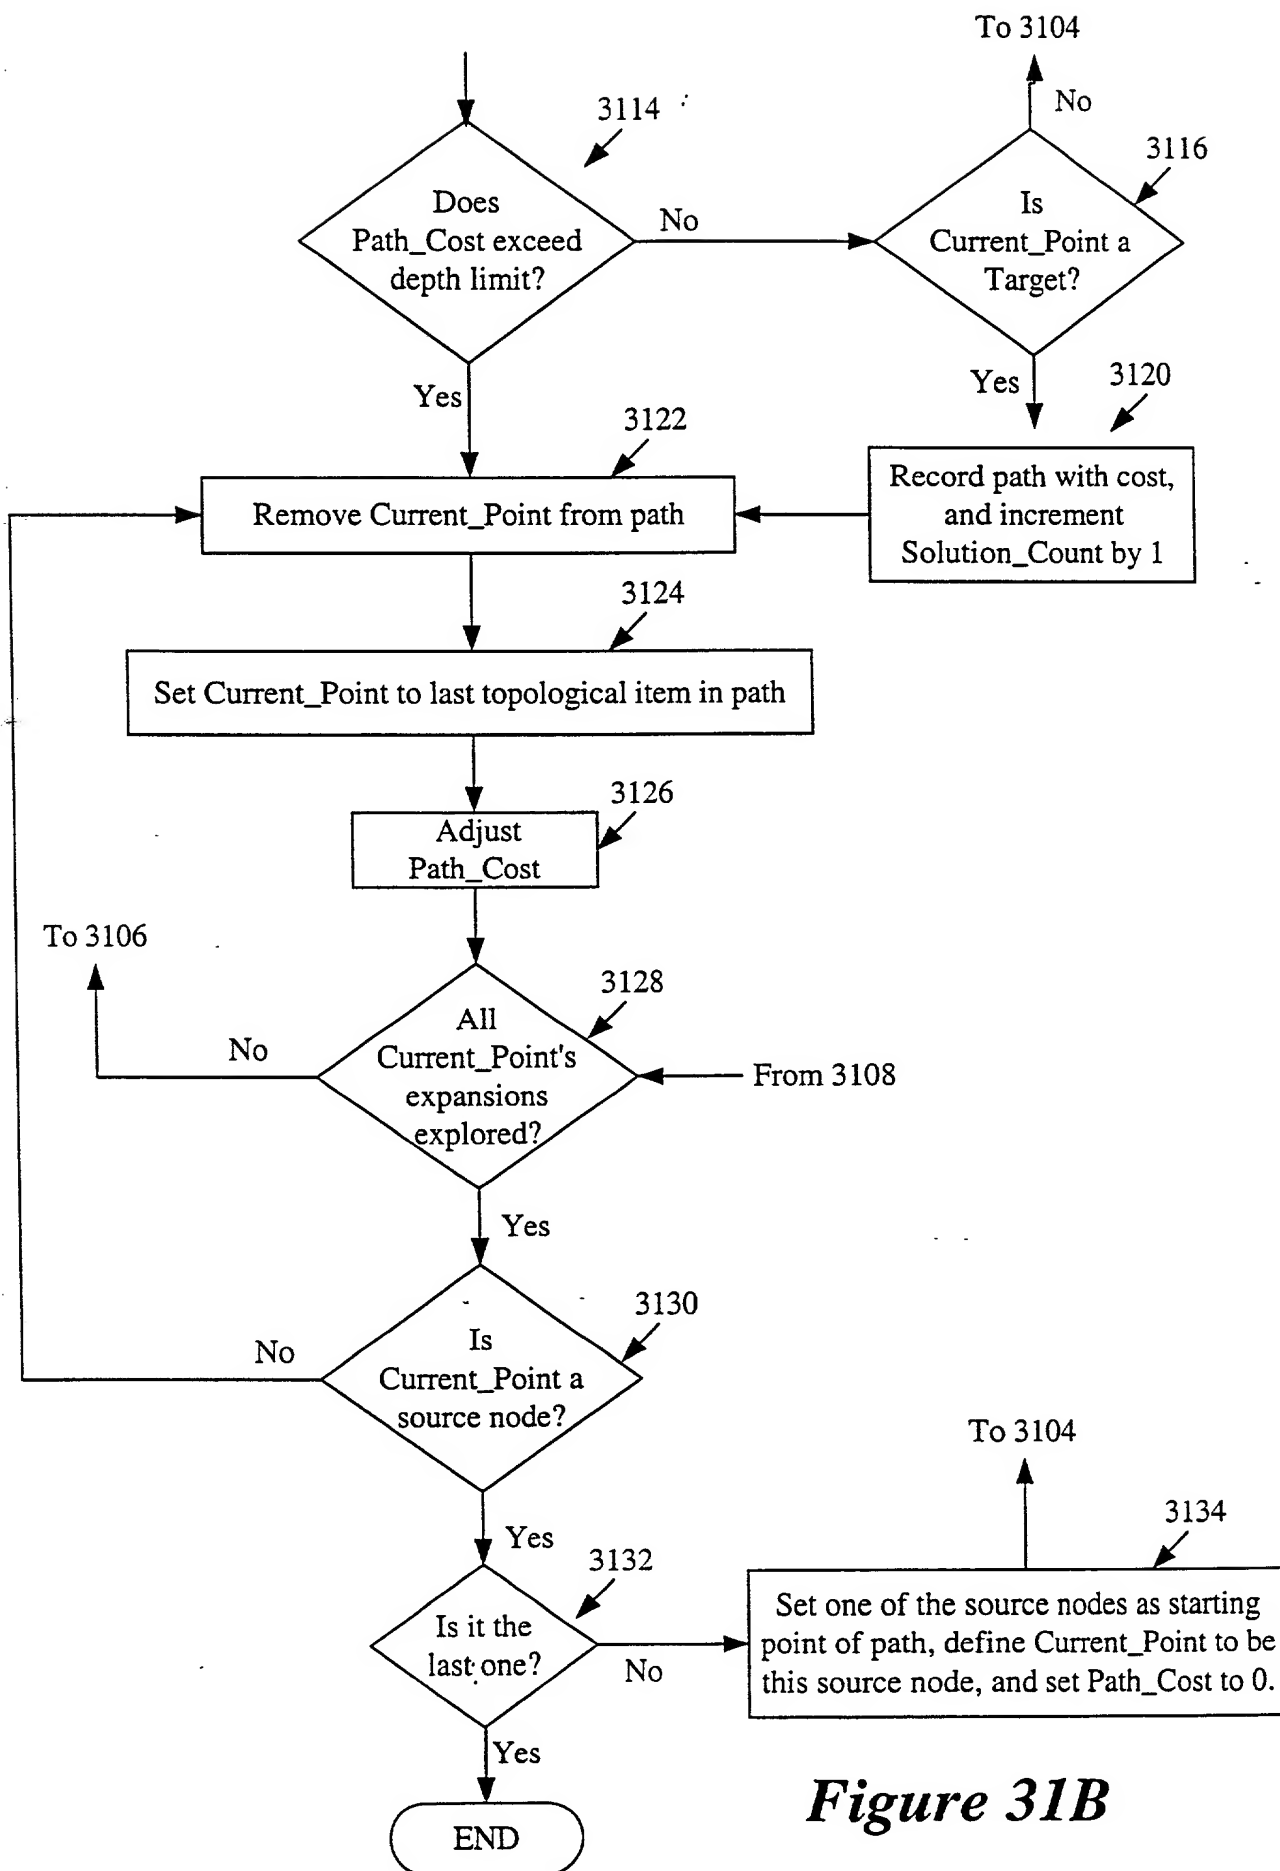 To 3104
No
3114
3116
Does
Path_Cost exceed
depth limit?
No
Is
Current_Point a
Target?
Yes
Yes
3120
3122
Record path with cost,
and increment
Solution_Count by 1
Remove Current_Point from path
3124
Set Current_Point to last topological item in path
3126
Adjust
Path_Cost
To 3106
3128
All
Current_Point's
expansions
explored?
No
From 3108
Yes
3130
Is
Current_Point a
source node?
No
To 3104
Yes
3134
3132
Is it the
last one?
No
Set one of the source nodes as starting
point of path, define Current_Point to be
this source node, and set Path_Cost to 0.
Yes
Figure 31B
END